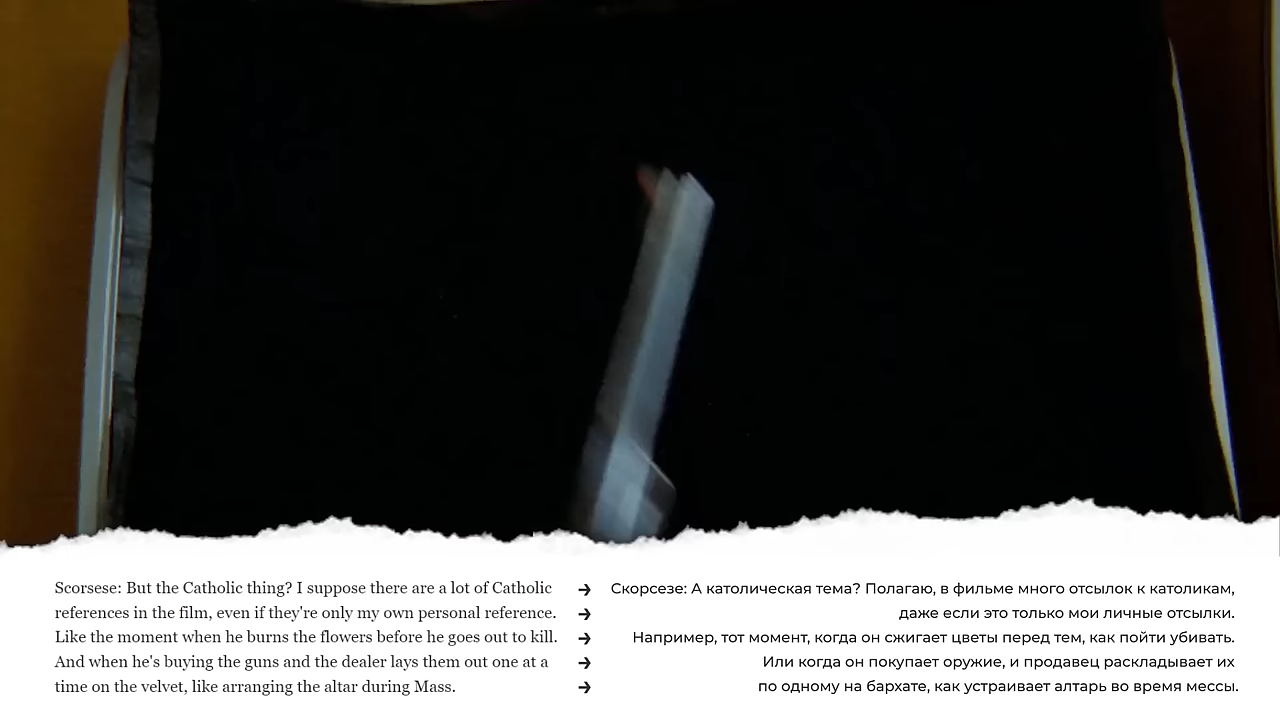 Scorsese: But the Catholic thing? I suppose there are a lot of Catholic
references in the film, even if they're only my own personal reference.
Like the moment when he burns the flowers before he goes out to kill.
And when he's buying the guns and the dealer lays them out one at a
time on the velvet, like arranging the altar during Mass.
→
→
→
→
→
Скорсезе: А католическая тема? Полагаю, в фильме много отсылок к католикам,
даже если это только мои личные отсылки.
Например, тот момент, когда он сжигает цветы перед тем, как пойти убивать.
Или когда он покупает оружие, и продавец раскладывает их
по одному на бархате, как устраивает алтарь во время мессы.